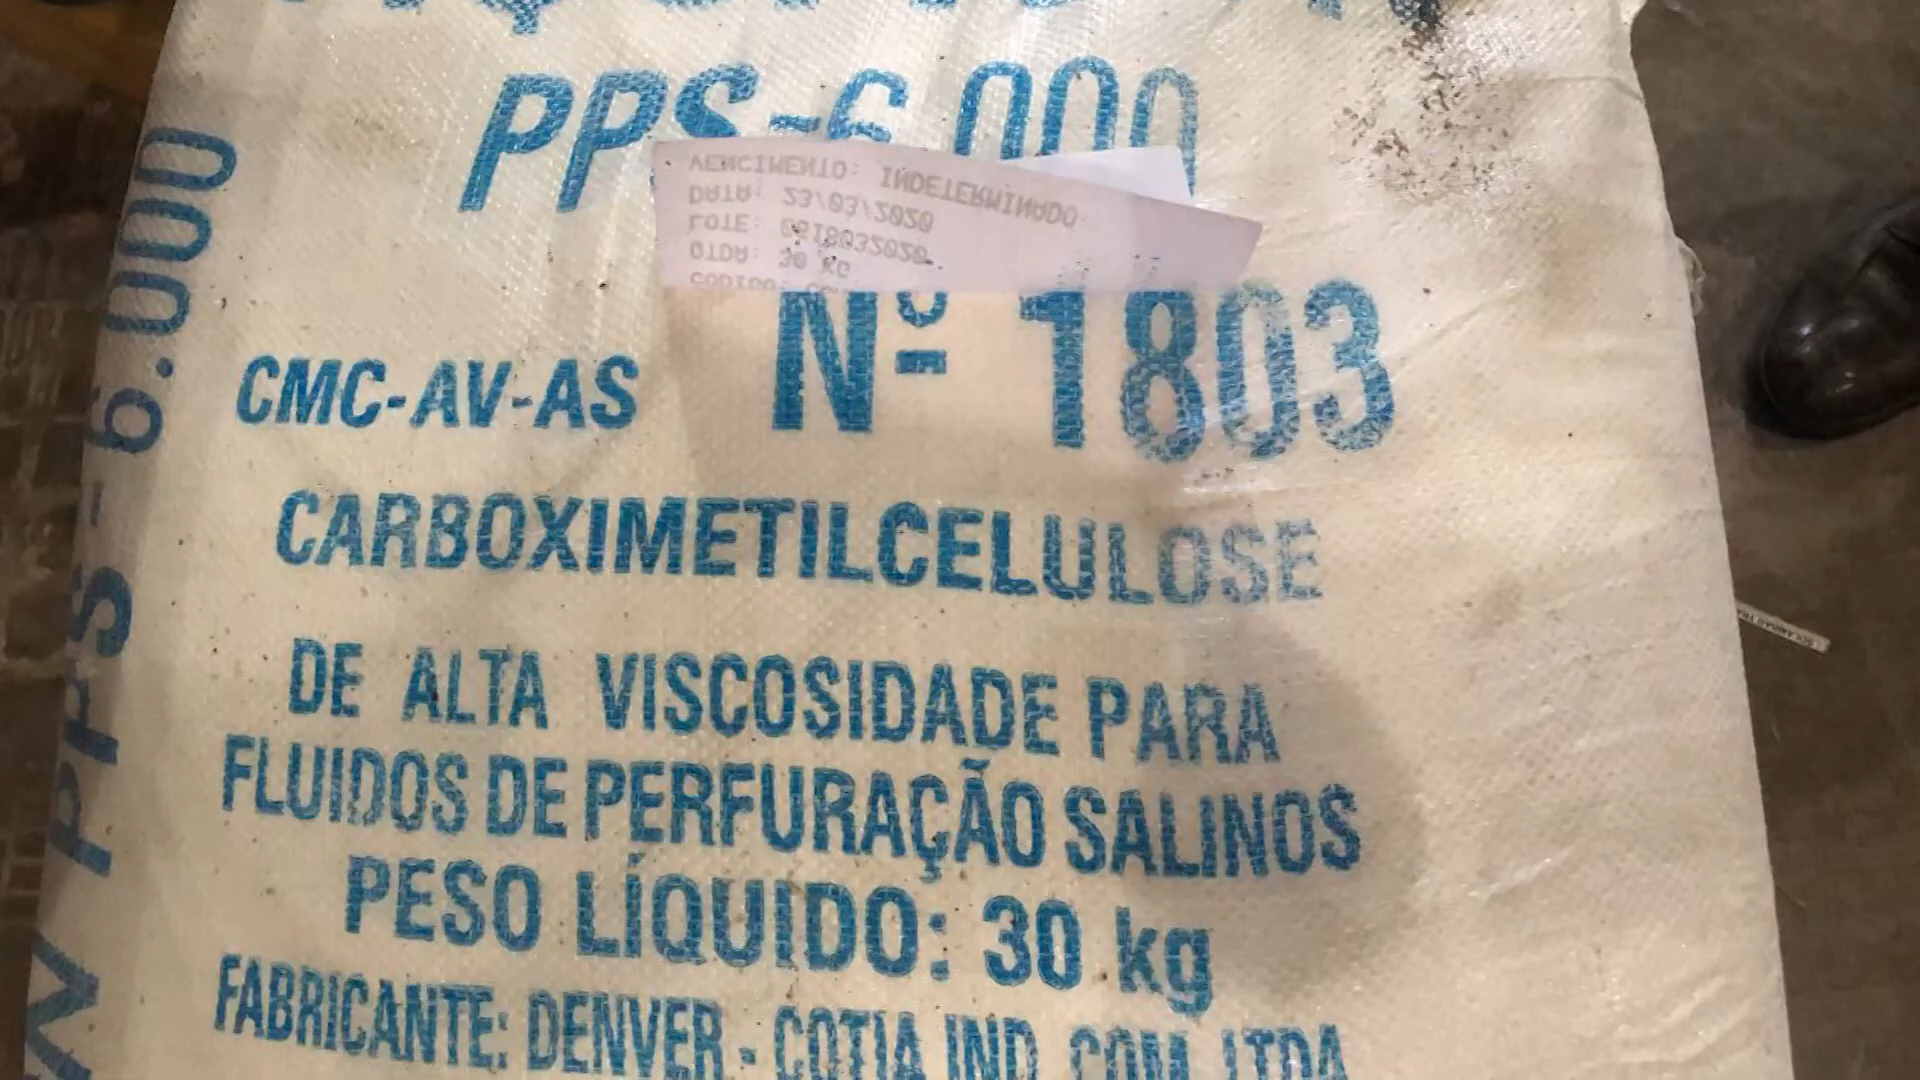 PPS-6.000
VENCIMENTO: INDETERMINADO
DATA: 23/03/2020
LOTE: 0618032020
QTDA: 30 KG
CODIGO:
Nº 1803
CMC-AV-AS
CARBOXIMETILCELULOSE
DE ALTA VISCOSIDADE PARA
FLUIDOS DE PERFURAÇÃO SALINOS
PESO LÍQUIDO: 30 kg
FABRICANTE: DENVER - COTIA IND. COM. LTDA
PPS - 6.000